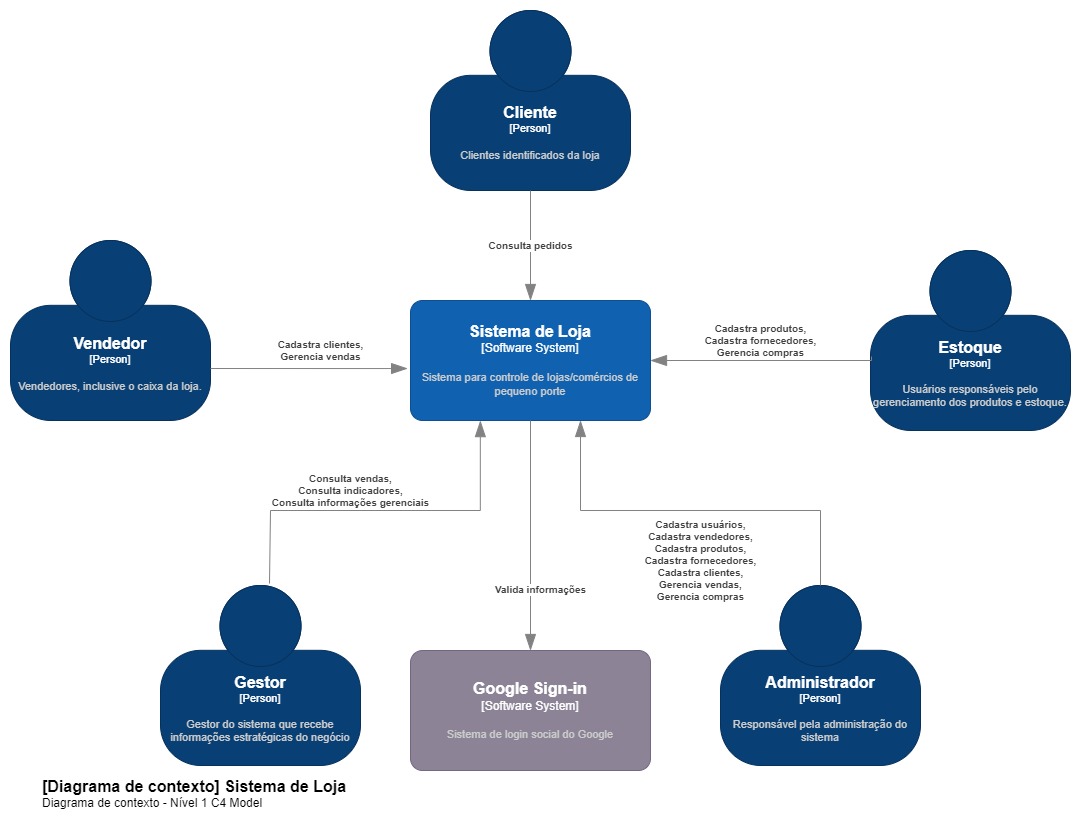 Cliente
[Person]
Clientes identificados da loja
Consulta pedidos
Vendedor
[Person]
Vendedores, inclusive o caixa da loja.
Cadastra clientes,
Gerencia vendas
Sistema de Loja
[Software System]
Sistema para controle de lojas/comércios de
pequeno porte
Cadastra produtos,
Cadastra fornecedores,
Gerencia compras
Estoque
[Person]
Usuários responsáveis pelo
gerenciamento dos produtos e estoque.
Consulta vendas,
Consulta indicadores,
Consulta informações gerenciais
Valida informações
Cadastra usuários,
Cadastra vendedores,
Cadastra produtos,
Cadastra fornecedores,
Cadastra clientes,
Gerencia vendas,
Gerencia compras
Gestor
[Person]
Gestor do sistema que recebe
informações estratégicas do negócio
Google Sign-in
[Software System]
Sistema de login social do Google
Administrador
[Person]
Responsável pela administração do
sistema
[Diagrama de contexto] Sistema de Loja
Diagrama de contexto - Nível 1 C4 Model